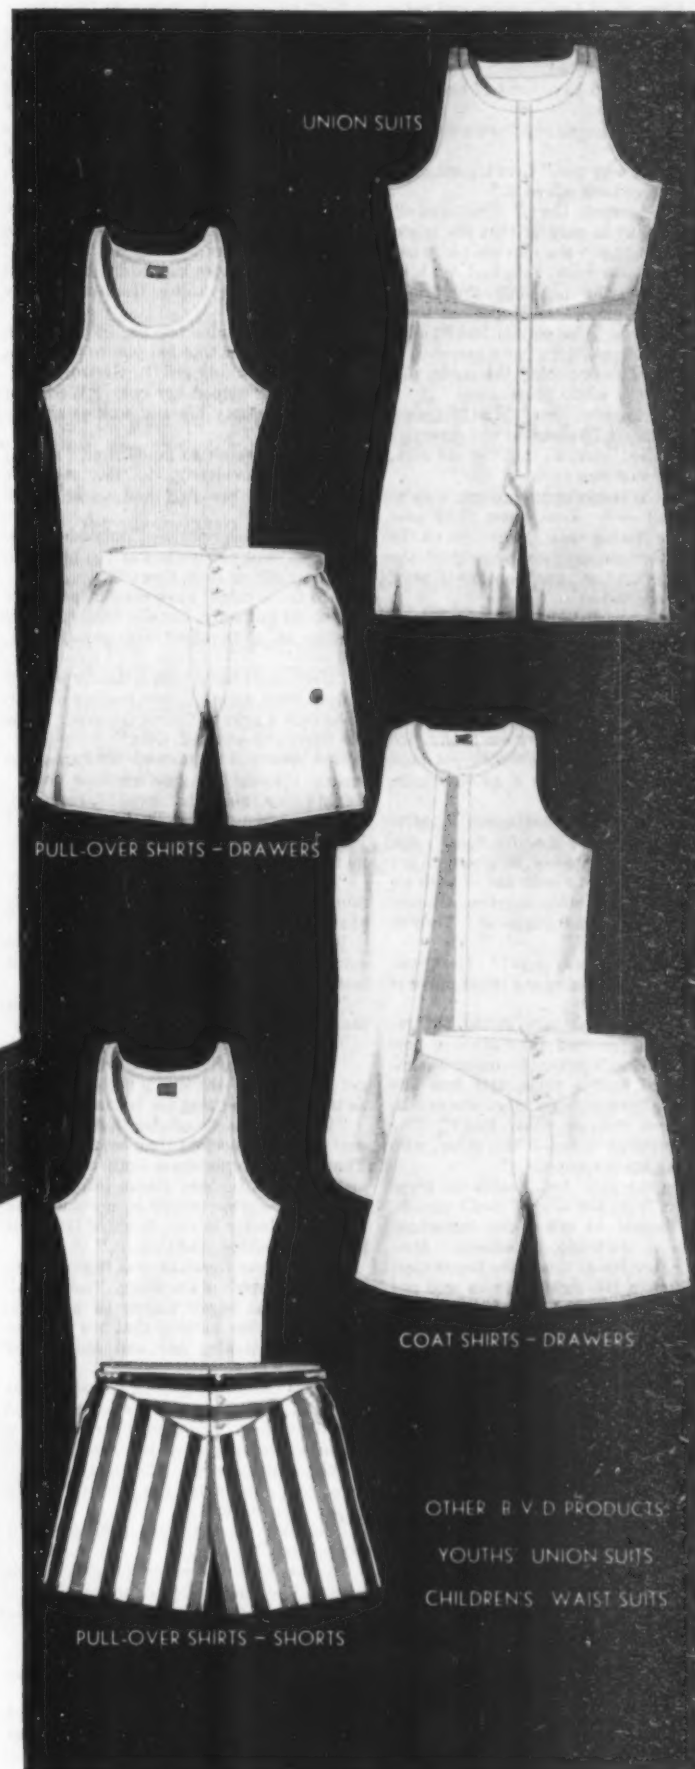 UNION SUITS
PULL-OVER SHIRTS – DRAWERS
COAT SHIRTS – DRAWERS
PULL-OVER SHIRTS – SHORTS
OTHER B.V.D PRODUCTS
YOUTHS' UNION SUITS
CHILDREN'S WAIST SUITS